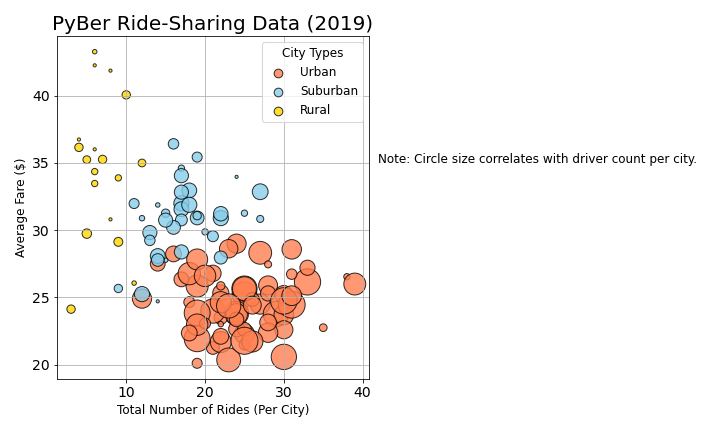 PyBer Ride-Sharing Data (2019)
City Types
Urban
Suburban
Rural
Note: Circle size correlates with driver count per city.
Average Fare ($)
40
35
30
25
20
10
20
30
40
Total Number of Rides (Per City)